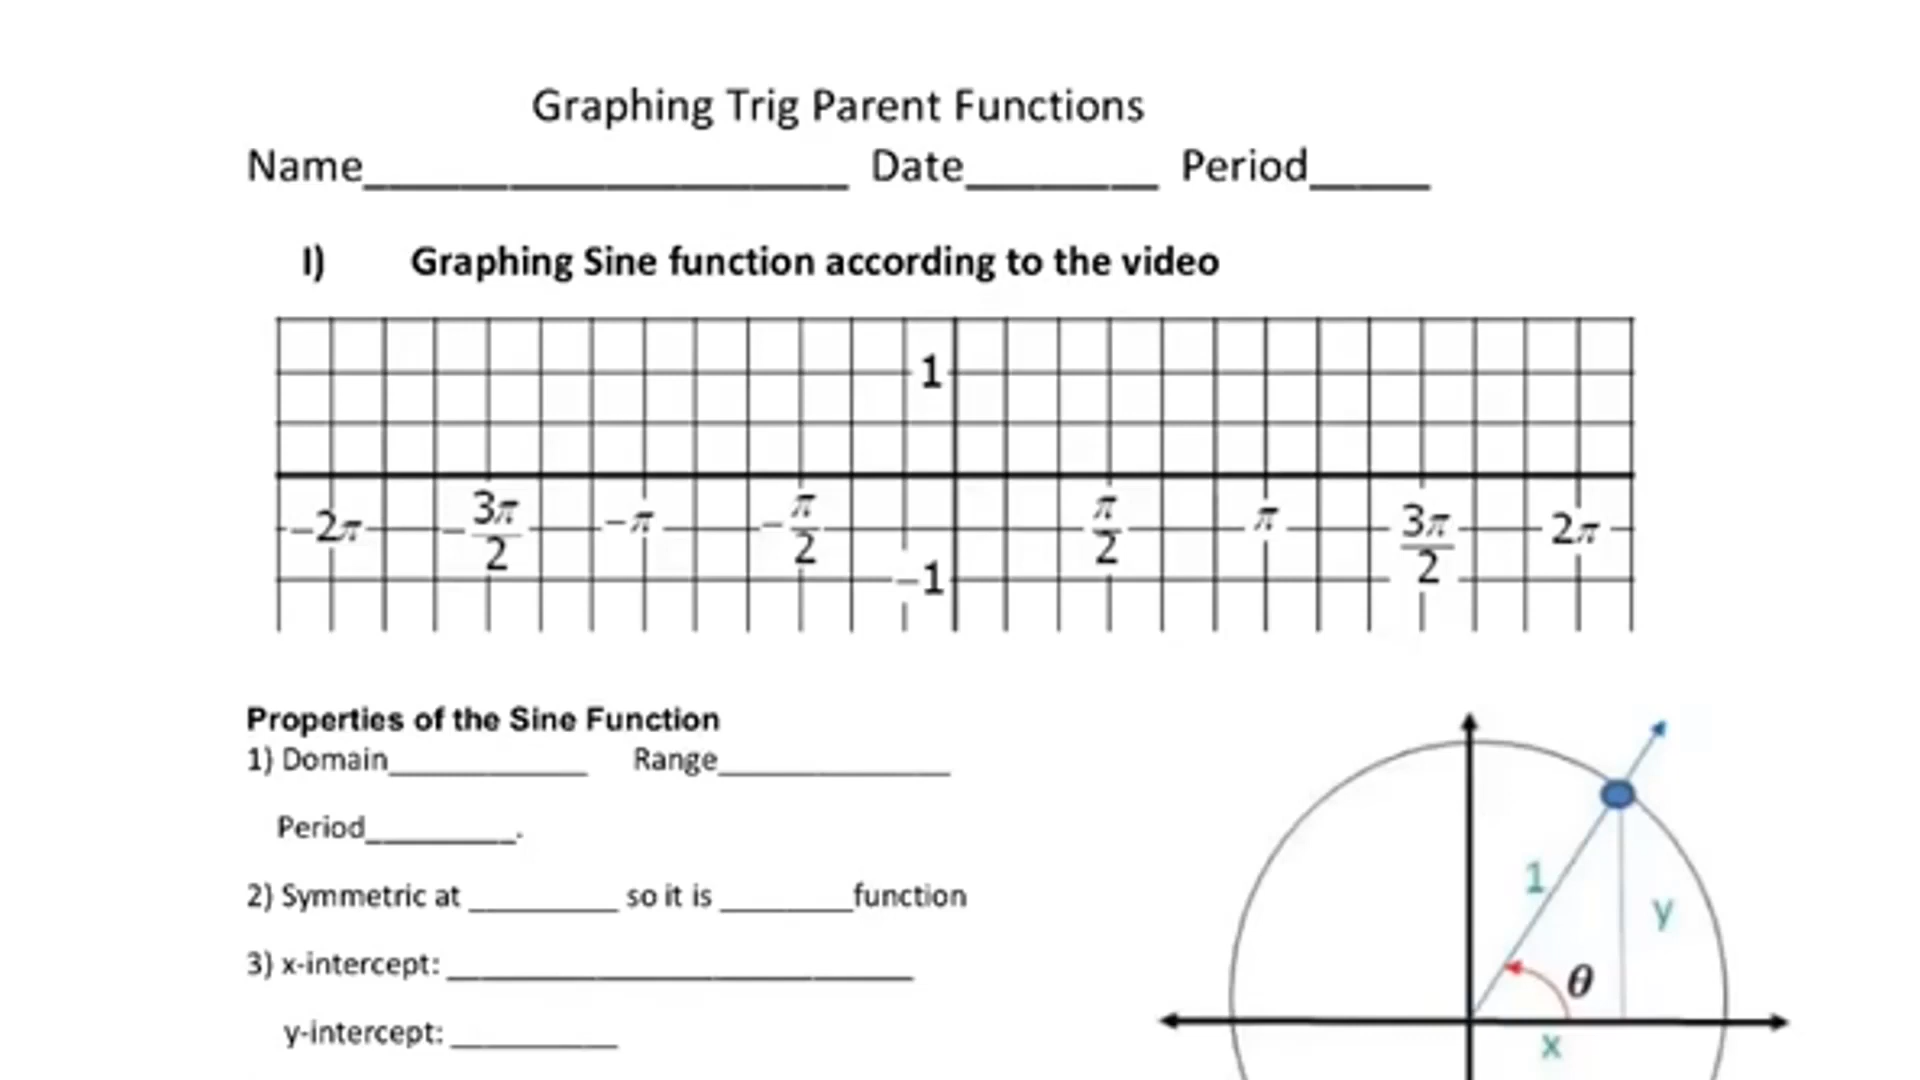 Graphing Trig Parent Functions
Name____________________ Date________ Period_____
I) Graphing Sine function according to the video
1
−2π −3π/2 −π −π/2 π/2 π 3π/2 2π
−1
Properties of the Sine Function
1) Domain____________ Range______________
Period_________.
2) Symmetric at _________ so it is ________function
3) x-intercept: ____________________________
y-intercept: __________
1
y
θ
x